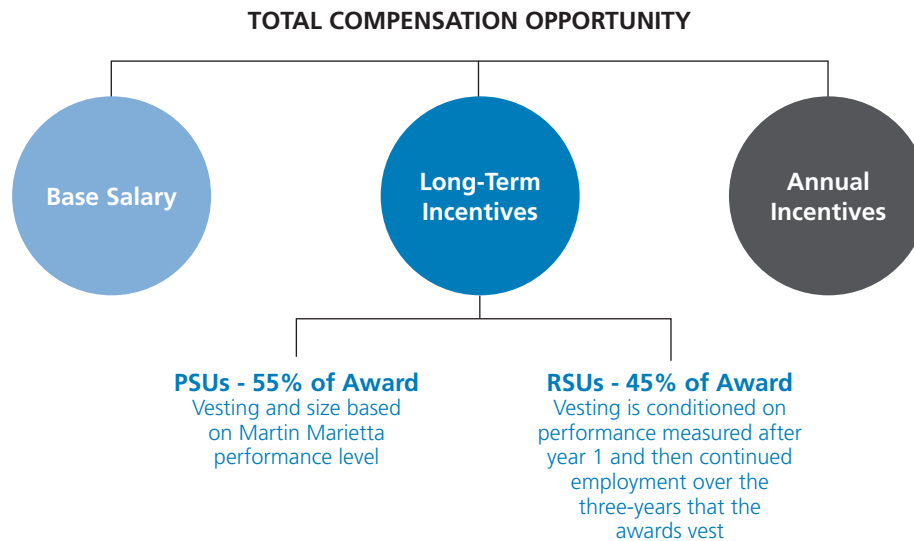 TOTAL COMPENSATION OPPORTUNITY
Base Salary
Long-Term
Incentives
Annual
Incentives
PSUs - 55% of Award
Vesting and size based
on Martin Marietta
performance level
RSUs - 45% of Award
Vesting is conditioned on
performance measured after
year 1 and then continued
employment over the
three-years that the
awards vest